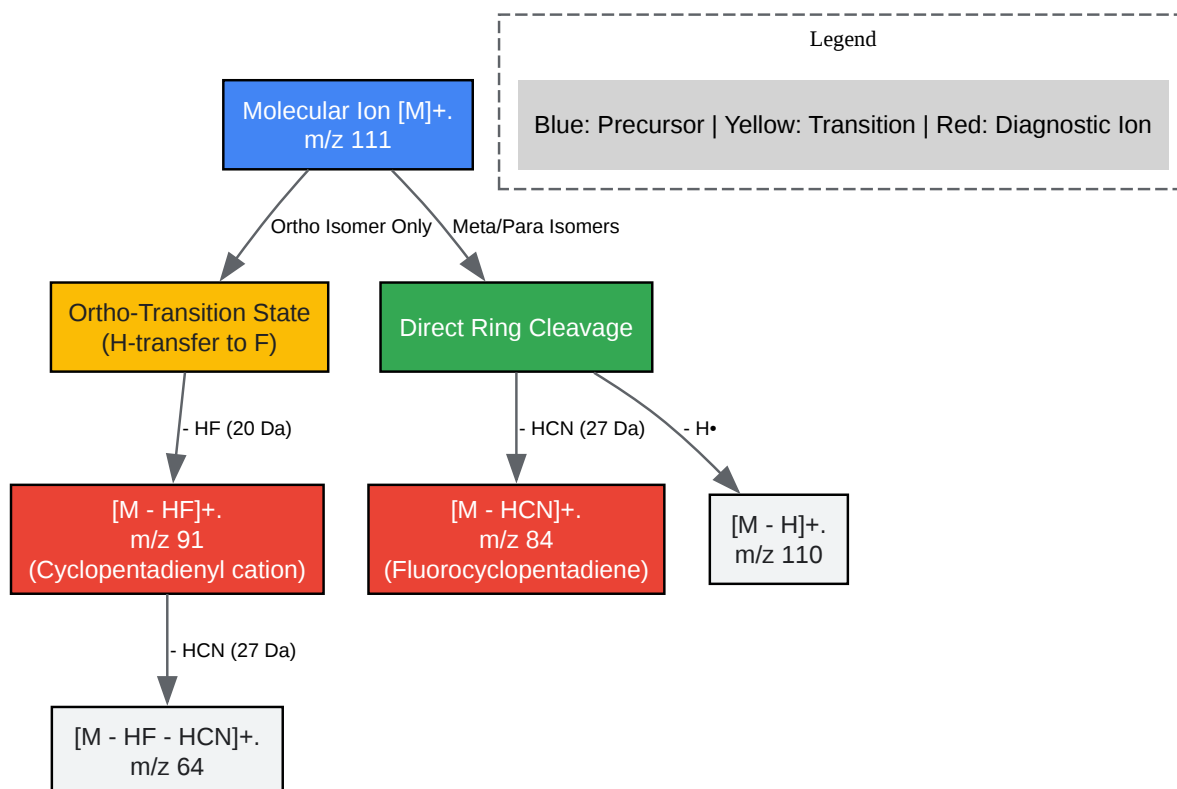 Legend
Blue: Precursor | Yellow: Transition | Red: Diagnostic Ion
Molecular Ion [M]+.
m/z 111
Ortho Isomer Only
Meta/Para Isomers
Ortho-Transition State
(H-transfer to F)
Direct Ring Cleavage
- HF (20 Da)
- HCN (27 Da)
- H•
[M - HF]+.
m/z 91
(Cyclopentadienyl cation)
[M - HCN]+.
m/z 84
(Fluorocyclopentadiene)
[M - H]+.
m/z 110
- HCN (27 Da)
[M - HF - HCN]+.
m/z 64